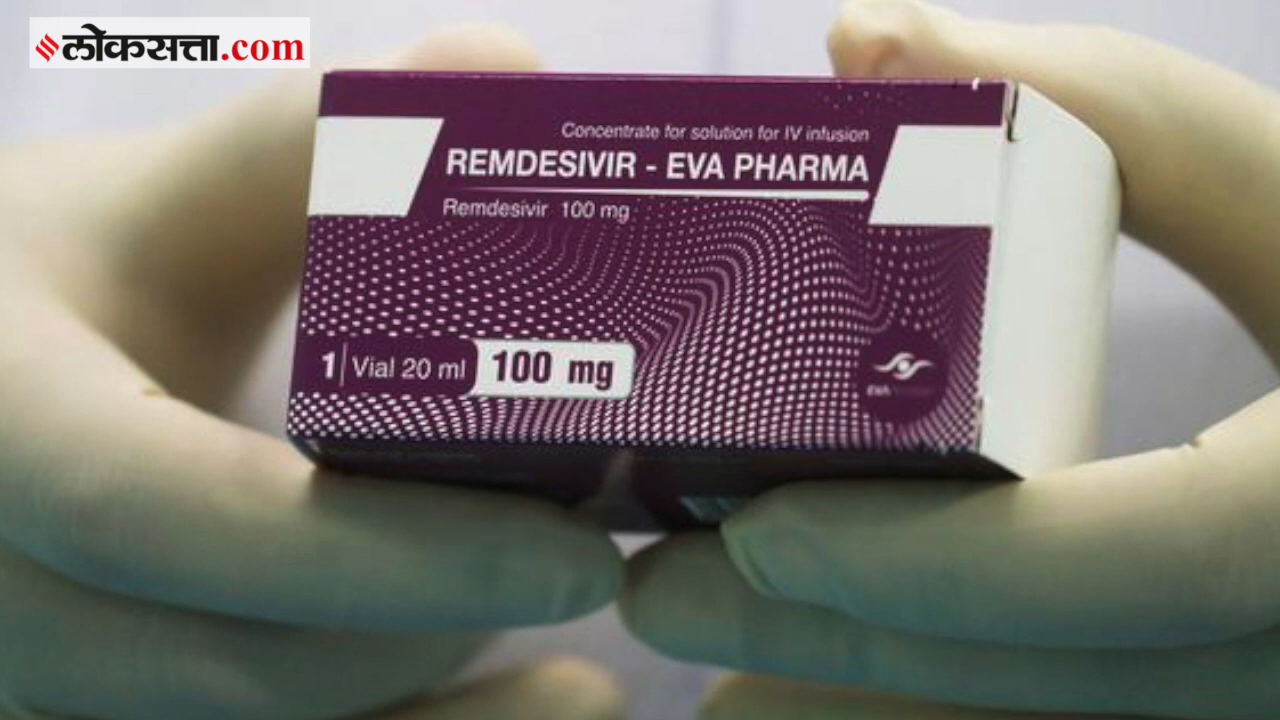 लोकसत्ता.com
Concentrate for solution for IV infusion
REMDESIVIR - EVA PHARMA
Remdesivir 100 mg
1 Vial 20 ml 100 mg